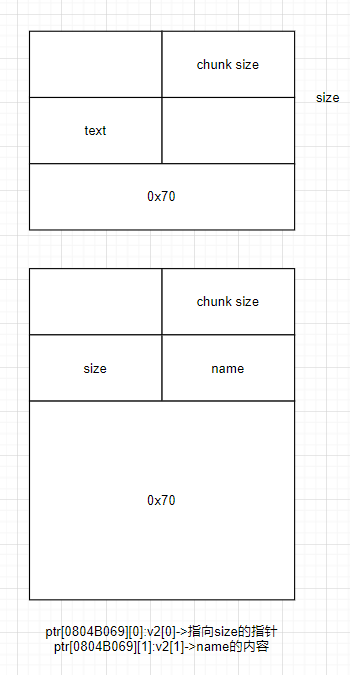 chunk size
size
text
0x70
chunk size
size name
0x70
ptr[0804B069][0]:v2[0]->指向size的指针
ptr[0804B069][1]:v2[1]->name的内容